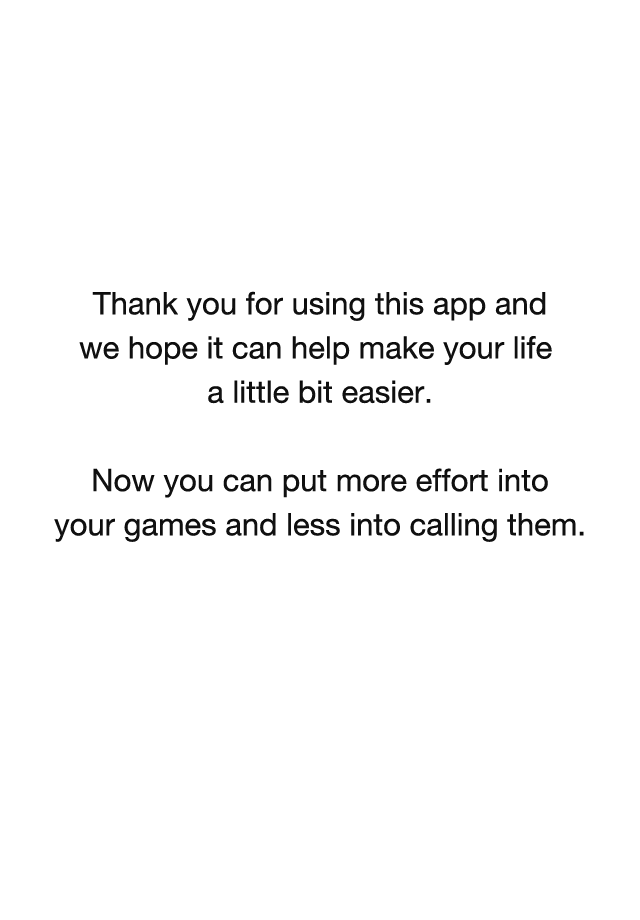 Thank you for using this app and
we hope it can help make your life
a little bit easier.
Now you can put more effort into
your games and less into calling them.